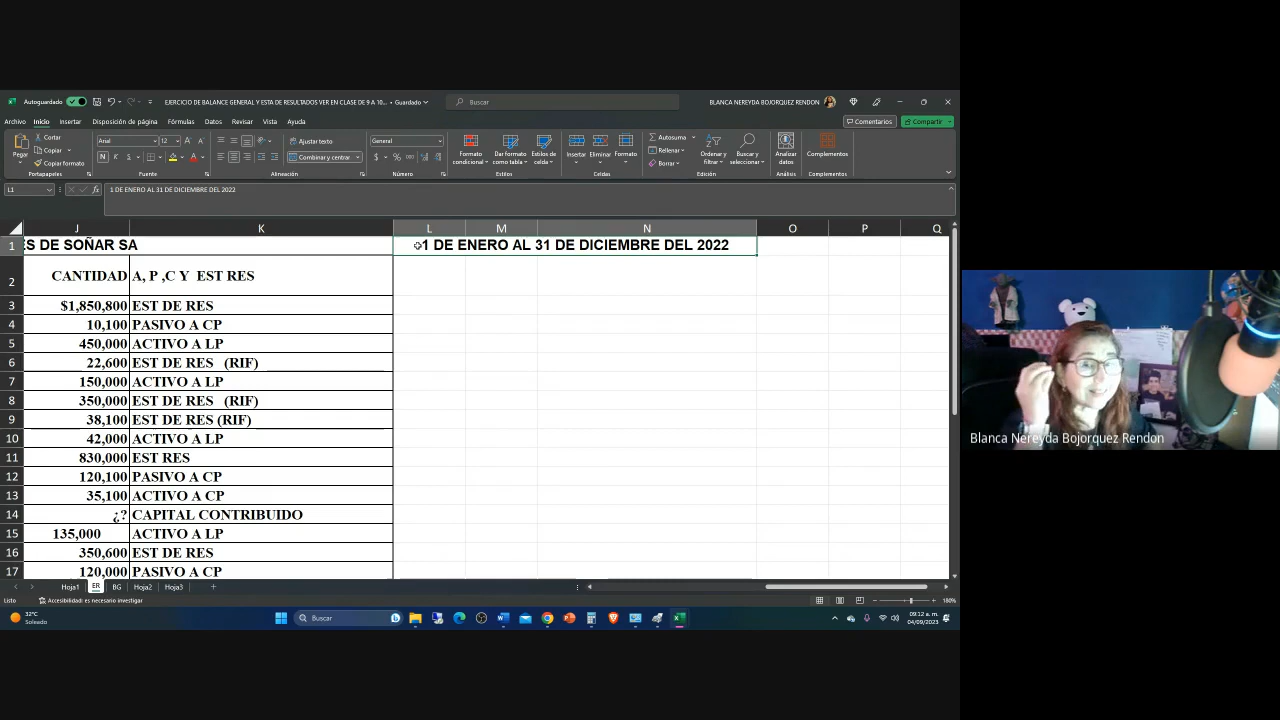 Autoguardado
EJERCICIO DE BALANCE GENERAL Y ESTA DE RESULTADOS VER EN CLASE DE 9 A 10... • Guardado
Buscar
BLANCA NEREYDA BOJORQUEZ RENDON
Archivo Inicio Insertar Disposición de página Fórmulas Datos Revisar Vista Ayuda
Comentarios Compartir
Pegar
Cortar
Copiar
Copiar formato
Portapapeles
Arial 12
N K S
Fuente
Ajustar texto
Combinar y centrar
Alineación
General
$ % 000
Número
Formato condicional
Dar formato como tabla
Estilos de celda
Estilos
Insertar
Eliminar
Formato
Celdas
Autosuma
Rellenar
Borrar
Ordenar y filtrar
Buscar y seleccionar
Edición
Analizar datos
Complementos
Complementos
L1 fx 1 DE ENERO AL 31 DE DICIEMBRE DEL 2022
J K L M N O P Q
1 ES DE SOÑAR SA 1 DE ENERO AL 31 DE DICIEMBRE DEL 2022
2 CANTIDAD A, P ,C Y EST RES
3 $1,850,800 EST DE RES
4 10,100 PASIVO A CP
5 450,000 ACTIVO A LP
6 22,600 EST DE RES (RIF)
7 150,000 ACTIVO A LP
8 350,000 EST DE RES (RIF)
9 38,100 EST DE RES (RIF)
10 42,000 ACTIVO A LP
11 830,000 EST RES
12 120,100 PASIVO A CP
13 35,100 ACTIVO A CP
14 ¿? CAPITAL CONTRIBUIDO
15 135,000 ACTIVO A LP
16 350,600 EST DE RES
17 120,000 PASIVO A CP
Blanca Nereyda Bojorquez Rendon
Hoja1 ER BG Hoja2 Hoja3
Listo Accesibilidad: es necesario investigar
180%
32°C
Soleado
Buscar
09:12 a. m.
04/09/2023